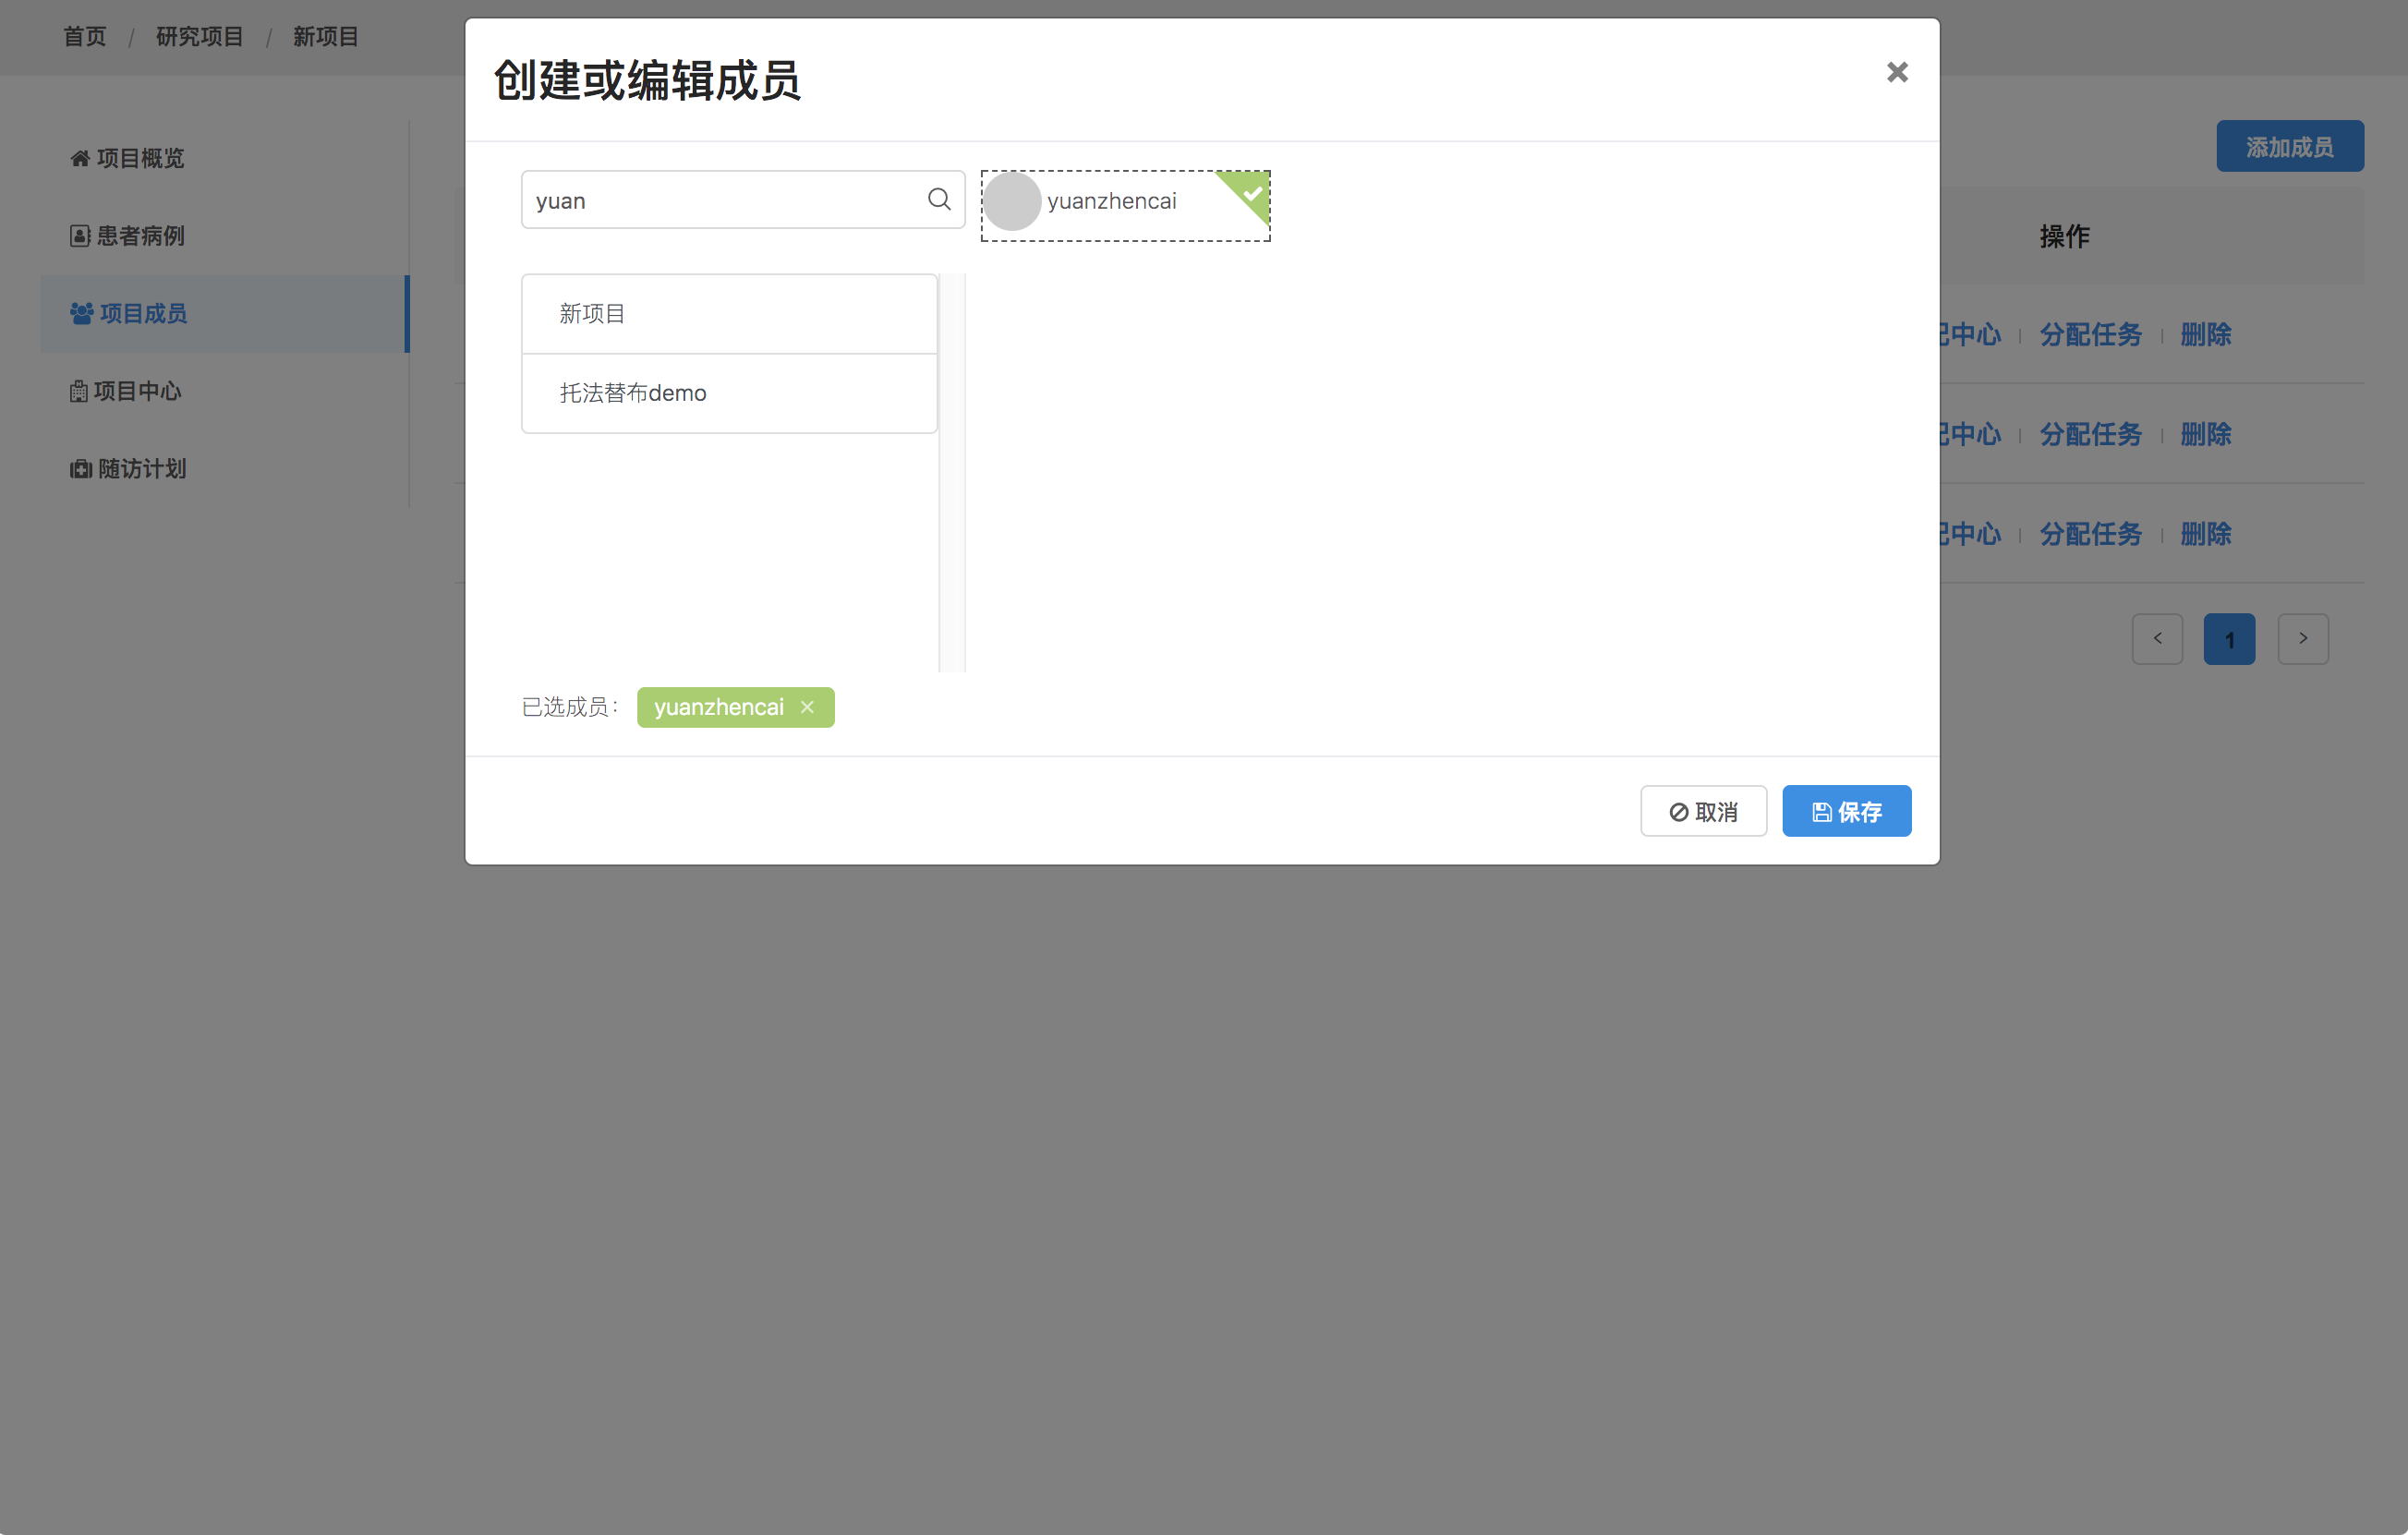 首页 / 研究项目 / 新项目
创建或编辑成员
添加成员
项目概览
患者病例
项目成员
项目中心
随访计划
yuan
yuanzhencai
新项目
托法替布demo
已选成员：
yuanzhencai
取消
保存
操作
中心 分配任务 删除
中心 分配任务 删除
中心 分配任务 删除
< 1 >